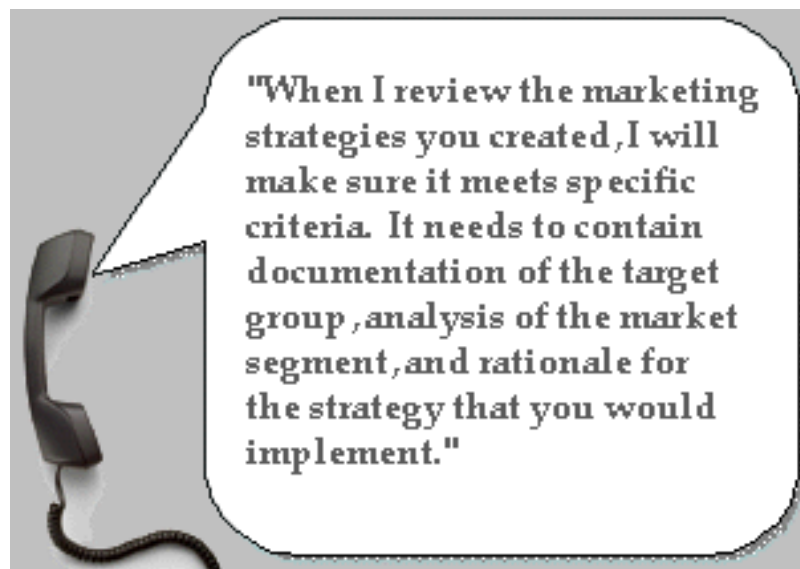 "When I review the marketing
strategies you created, I will
make sure it meets specific
criteria. It needs to contain
documentation of the target
group, analysis of the market
segment, and rationale for
the strategy that you would
implement."